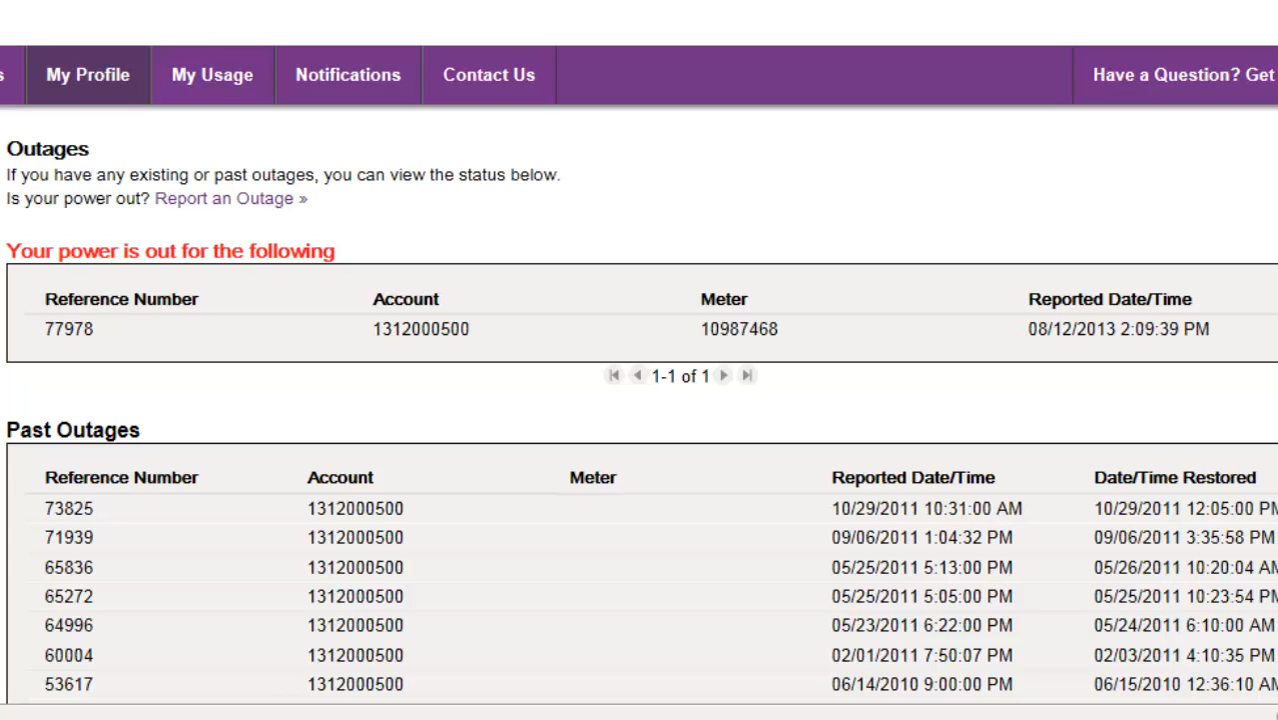 s My Profile My Usage Notifications Contact Us Have a Question? Get
Outages
If you have any existing or past outages, you can view the status below.
Is your power out? Report an Outage »
Your power is out for the following
Reference Number Account Meter Reported Date/Time
77978 1312000500 10987468 08/12/2013 2:09:39 PM
1-1 of 1
Past Outages
Reference Number Account Meter Reported Date/Time Date/Time Restored
73825 1312000500 10/29/2011 10:31:00 AM 10/29/2011 12:05:00 PM
71939 1312000500 09/06/2011 1:04:32 PM 09/06/2011 3:35:58 PM
65836 1312000500 05/25/2011 5:13:00 PM 05/26/2011 10:20:04 AM
65272 1312000500 05/25/2011 5:05:00 PM 05/25/2011 10:23:54 PM
64996 1312000500 05/23/2011 6:22:00 PM 05/24/2011 6:10:00 AM
60004 1312000500 02/01/2011 7:50:07 PM 02/03/2011 4:10:35 PM
53617 1312000500 06/14/2010 9:00:00 PM 06/15/2010 12:36:10 AM